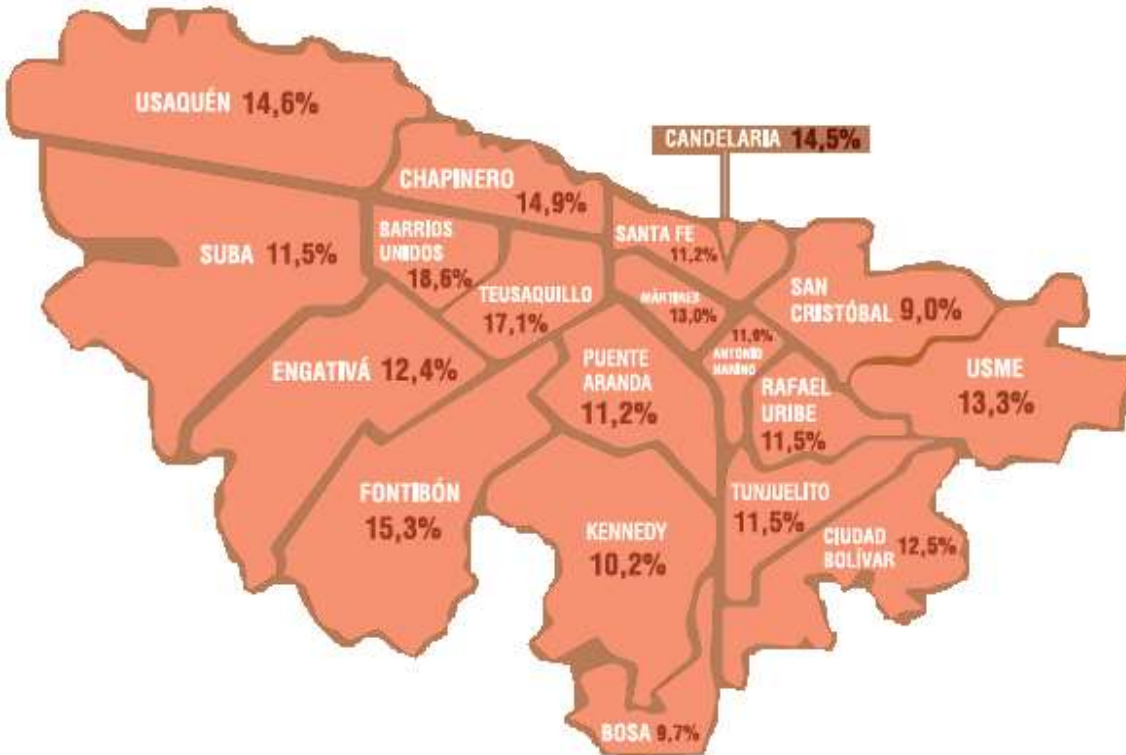 USAQUÉN 14,6%
CANDELARIA 14,5%
CHAPINERO
14,9%
SUBA 11,5%
BARRIOS
UNIDOS
18,6%
SANTA FE
11,2%
TEUSAQUILLO
17,1%
MÁRTIRES
13,0%
SAN
CRISTÓBAL 9,0%
ENGATIVÁ 12,4%
PUENTE
ARANDA
11,2%
ANTONIO
NARIÑO
RAFAEL
URIBE
11,5%
USME
13,3%
FONTIBÓN
15,3%
KENNEDY
10,2%
TUNJUELITO
11,5%
CIUDAD
BOLÍVAR 12,5%
BOSA 9,7%